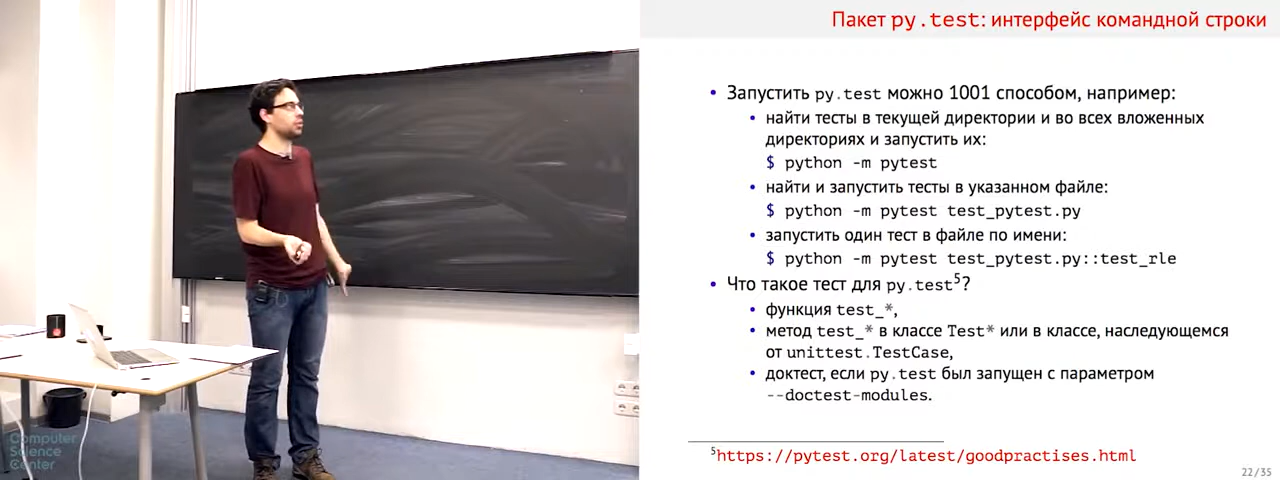 Пакет py.test: интерфейс командной строки
• Запустить py.test можно 1001 способом, например:
• найти тесты в текущей директории и во всех вложенных
директориях и запустить их:
$ python -m pytest
• найти и запустить тесты в указанном файле:
$ python -m pytest test_pytest.py
• запустить один тест в файле по имени:
$ python -m pytest test_pytest.py::test_rle
• Что такое тест для py.test⁵?
• функция test_*,
• метод test_* в классе Test* или в классе, наследующемся
от unittest.TestCase,
• доктест, если py.test был запущен с параметром
--doctest-modules.
⁵https://pytest.org/latest/goodpractises.html
22/35
Computer
Science
Center